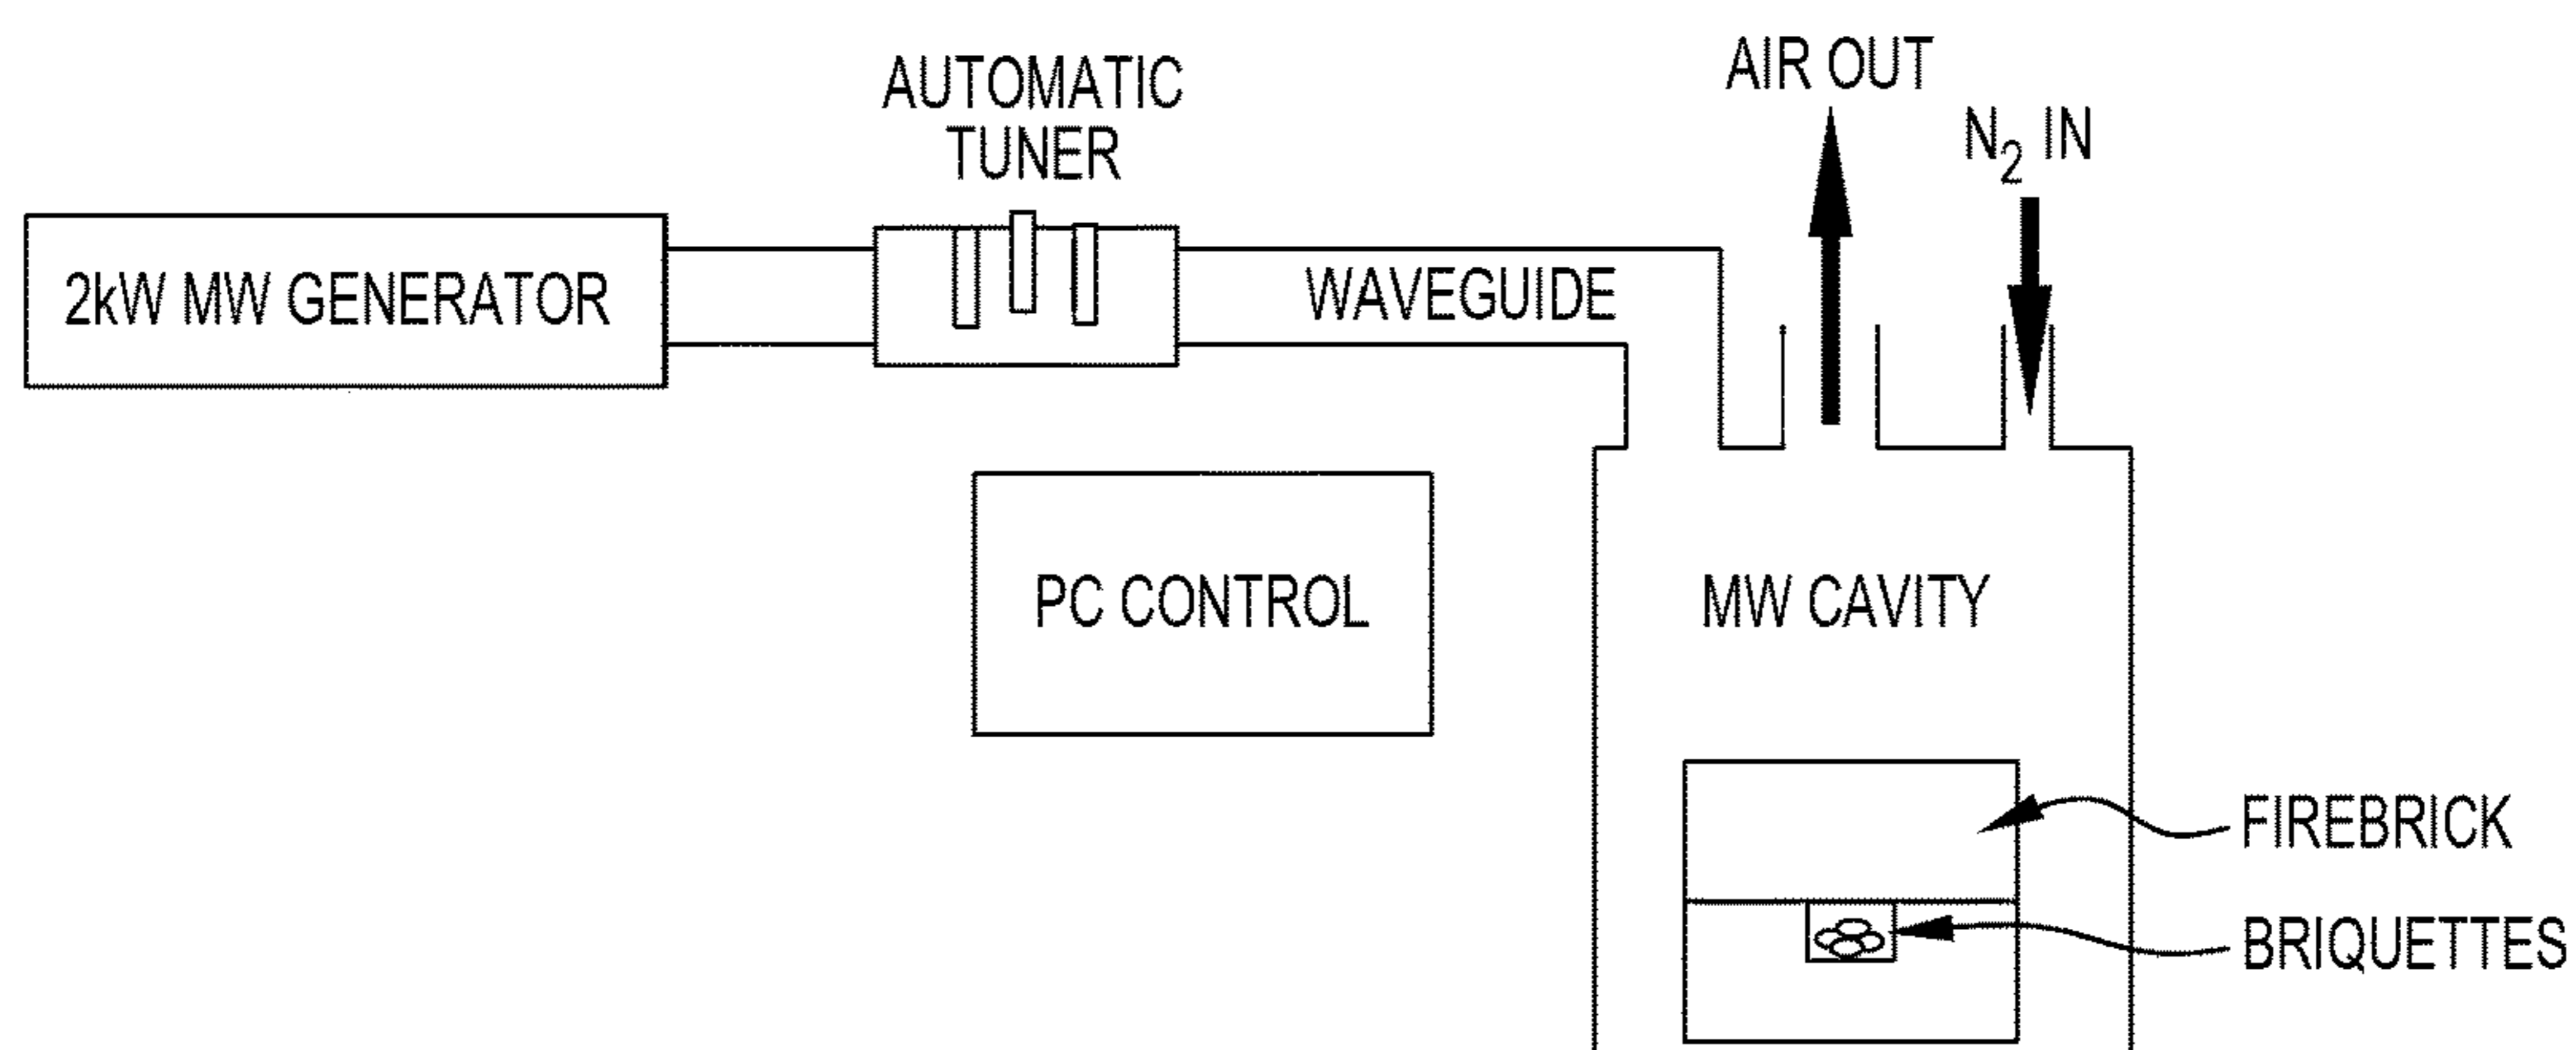 AIR OUT
AUTOMATIC
TUNER
N2 IN
2kW MW GENERATOR
WAVEGUIDE
PC CONTROL
MW CAVITY
FIREBRICK
BRIQUETTES